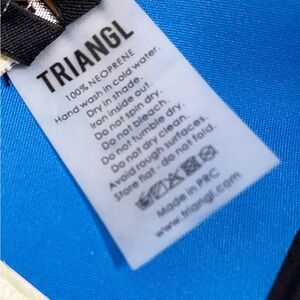 TRIANGL
100% NEOPRENE
Hand wash in cold water.
Dry in shade.
Iron inside out.
Do not spin dry.
Do not bleach.
Do not tumble dry.
Do not dry clean.
Avoid rough surfaces.
Store flat - do not fold.
Made in PRC
www.triangl.com